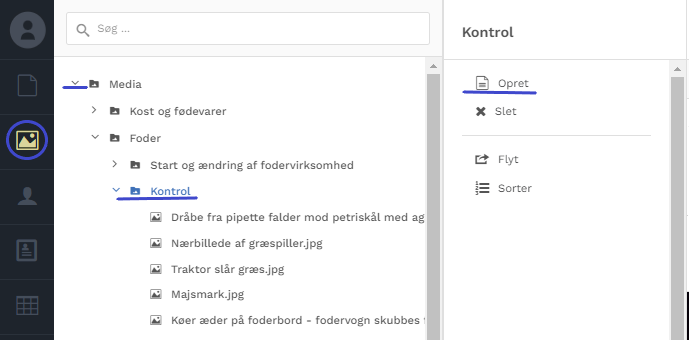 Søg ...
Media
Kost og fødevarer
Foder
Start og ændring af fodervirksomhed
Kontrol
Dråbe fra pipette falder mod petriskål med ag
Nærbillede af græspiller.jpg
Traktor slår græs.jpg
Majsmark.jpg
Køer æder på foderbord - fodervogn skubbes
Kontrol
Opret
Slet
Flyt
Sorter